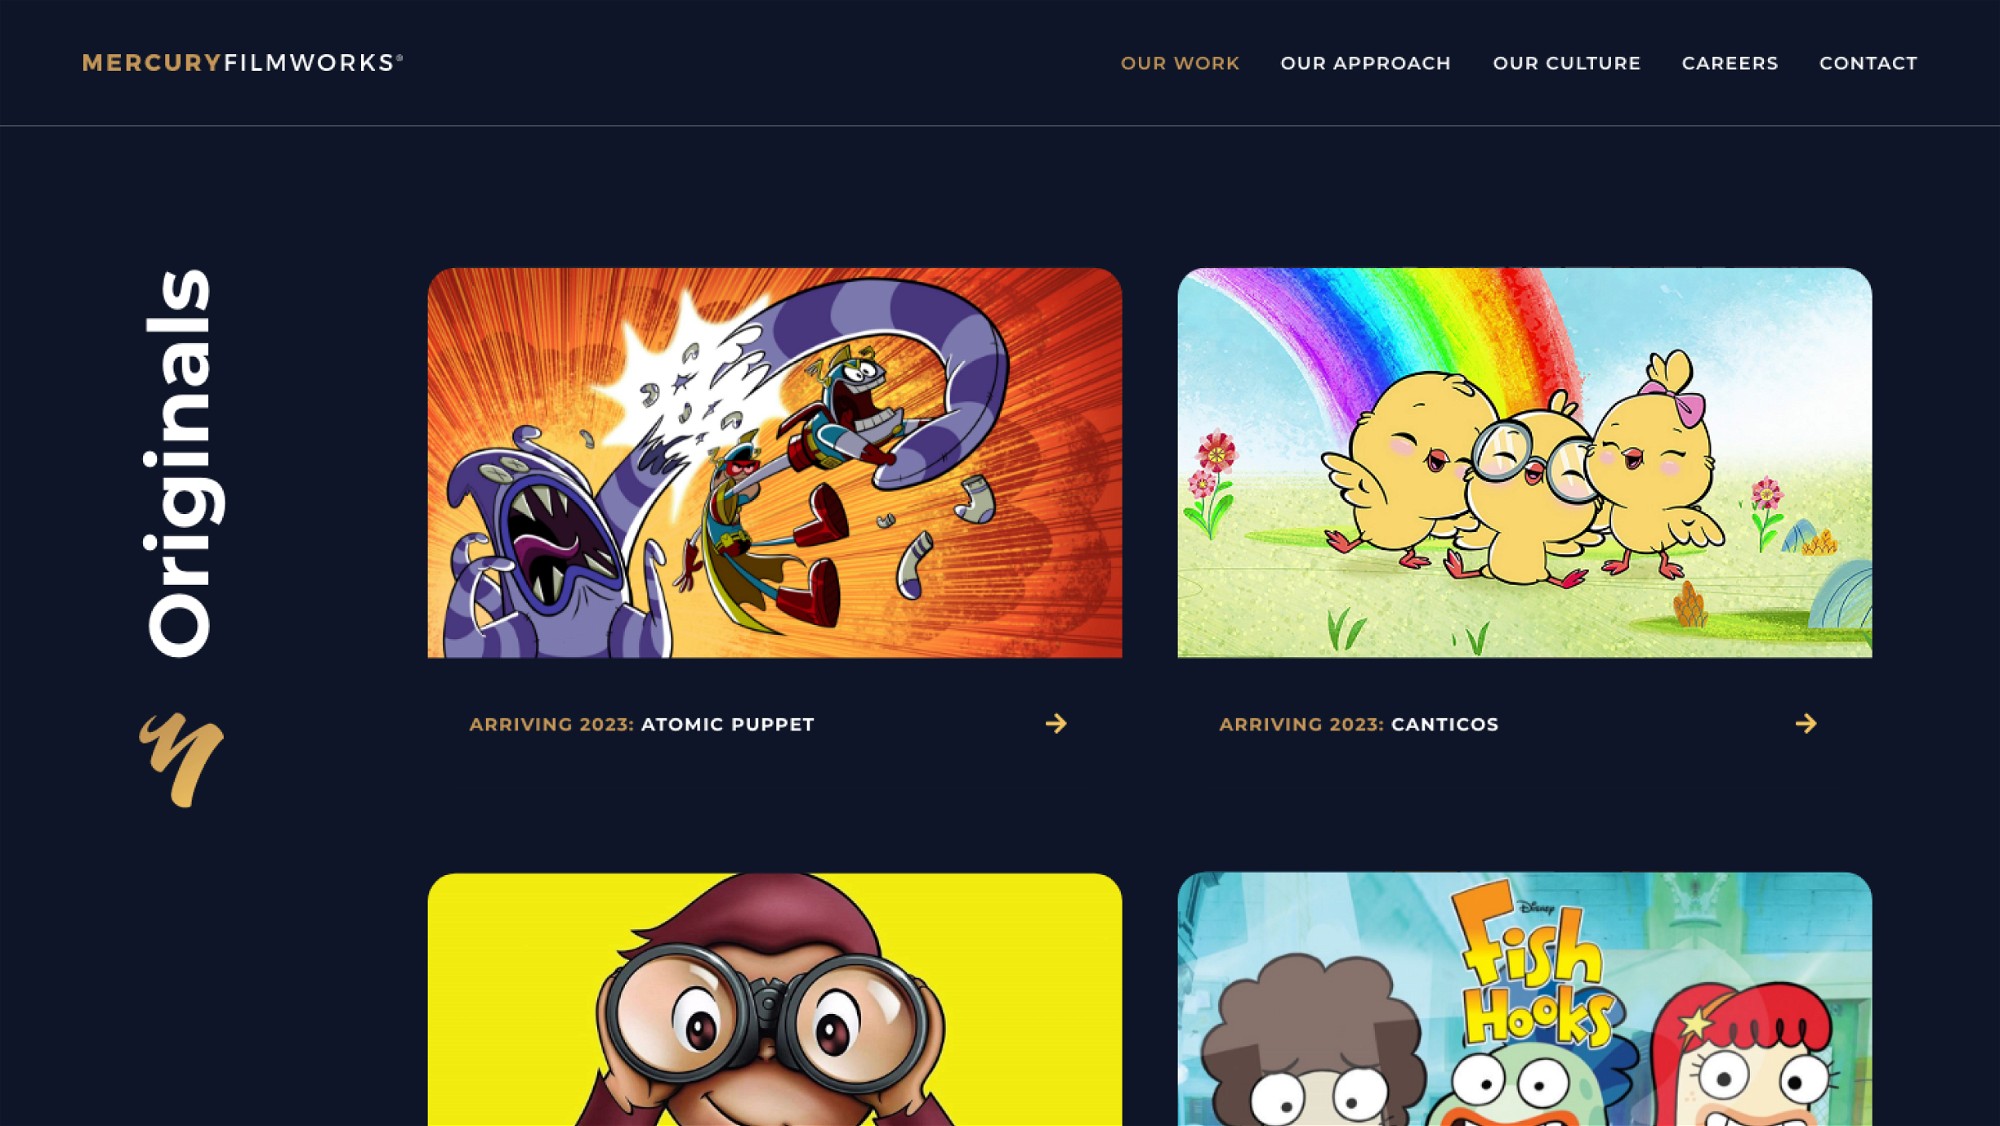 MERCURYFILMWORKS®
OUR WORK
OUR APPROACH
OUR CULTURE
CAREERS
CONTACT
Originals
ARRIVING 2023: ATOMIC PUPPET
ARRIVING 2023: CANTICOS
Disney
Fish
Hooks